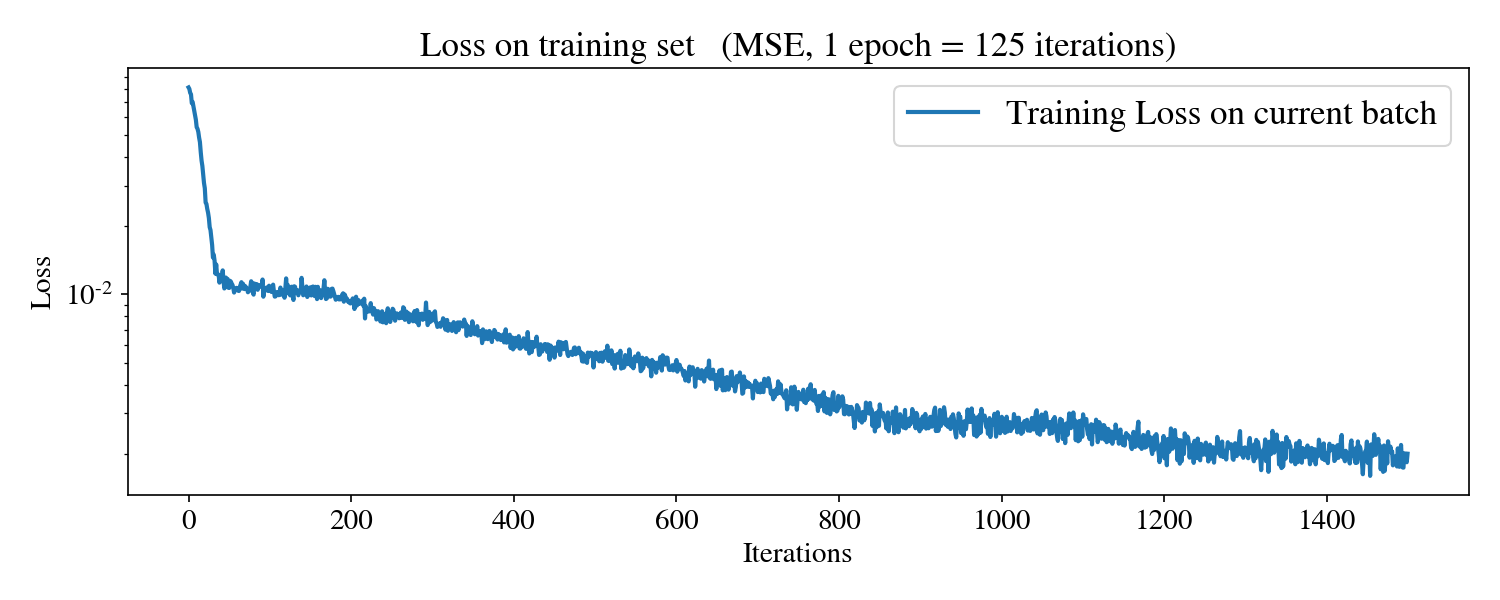 Loss on training set (MSE, 1 epoch = 125 iterations)
Training Loss on current batch
Loss
10⁻²
0 200 400 600 800 1000 1200 1400
Iterations